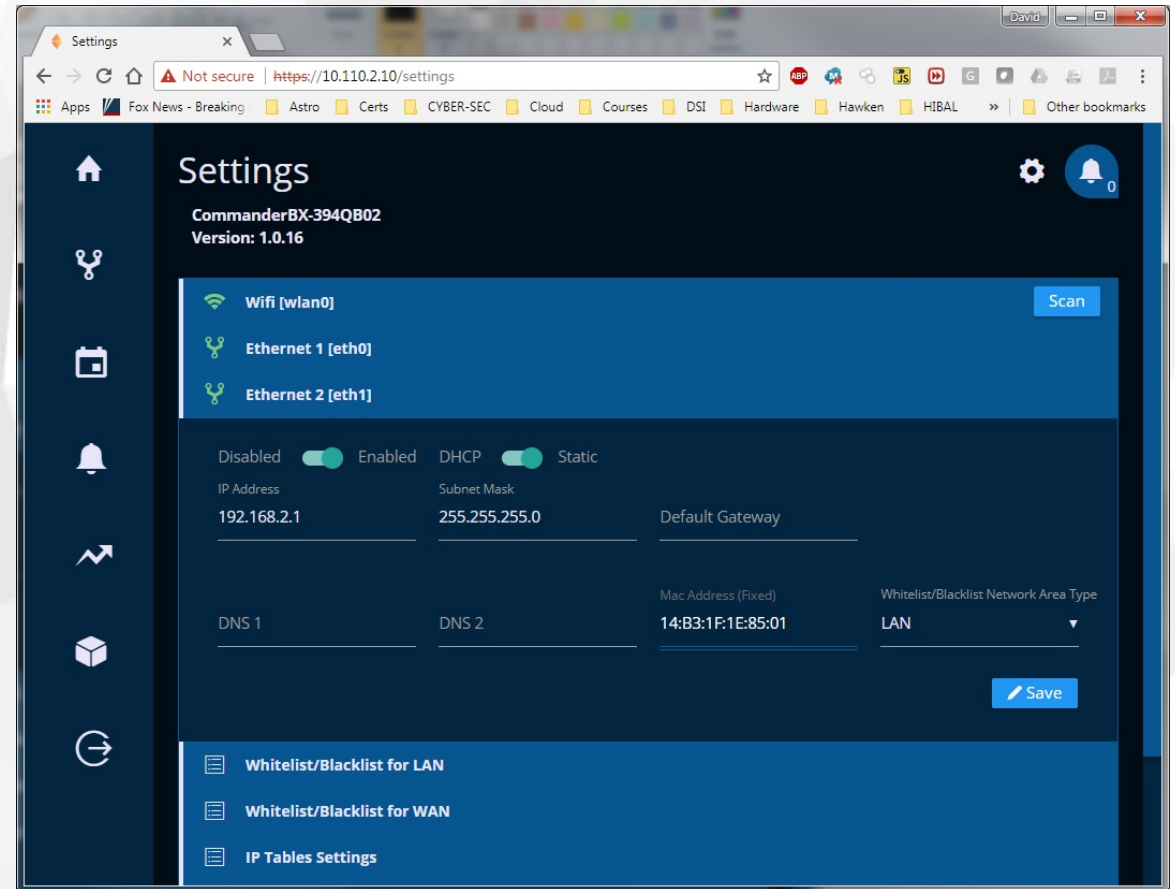 David
Settings
Not secure | https://10.110.2.10/settings
ABP
Apps Fox News - Breaking Astro Certs CYBER-SEC Cloud Courses DSI Hardware Hawken HIBAL » Other bookmarks
Settings
0
CommanderBX-394QB02
Version: 1.0.16
Wifi [wlan0] Scan
Ethernet 1 [eth0]
Ethernet 2 [eth1]
Disabled Enabled DHCP Static
IP Address Subnet Mask
192.168.2.1 255.255.255.0 Default Gateway
Mac Address (Fixed) Whitelist/Blacklist Network Area Type
DNS 1 DNS 2 14:B3:1F:1E:85:01 LAN
Save
Whitelist/Blacklist for LAN
Whitelist/Blacklist for WAN
IP Tables Settings